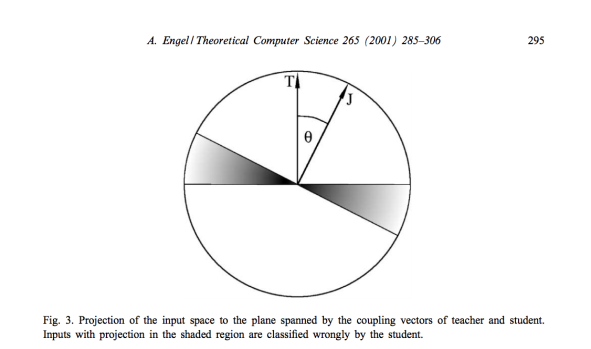 A. Engel / Theoretical Computer Science 265 (2001) 285–306 295
T
J
θ
Fig. 3. Projection of the input space to the plane spanned by the coupling vectors of teacher and student.
Inputs with projection in the shaded region are classified wrongly by the student.